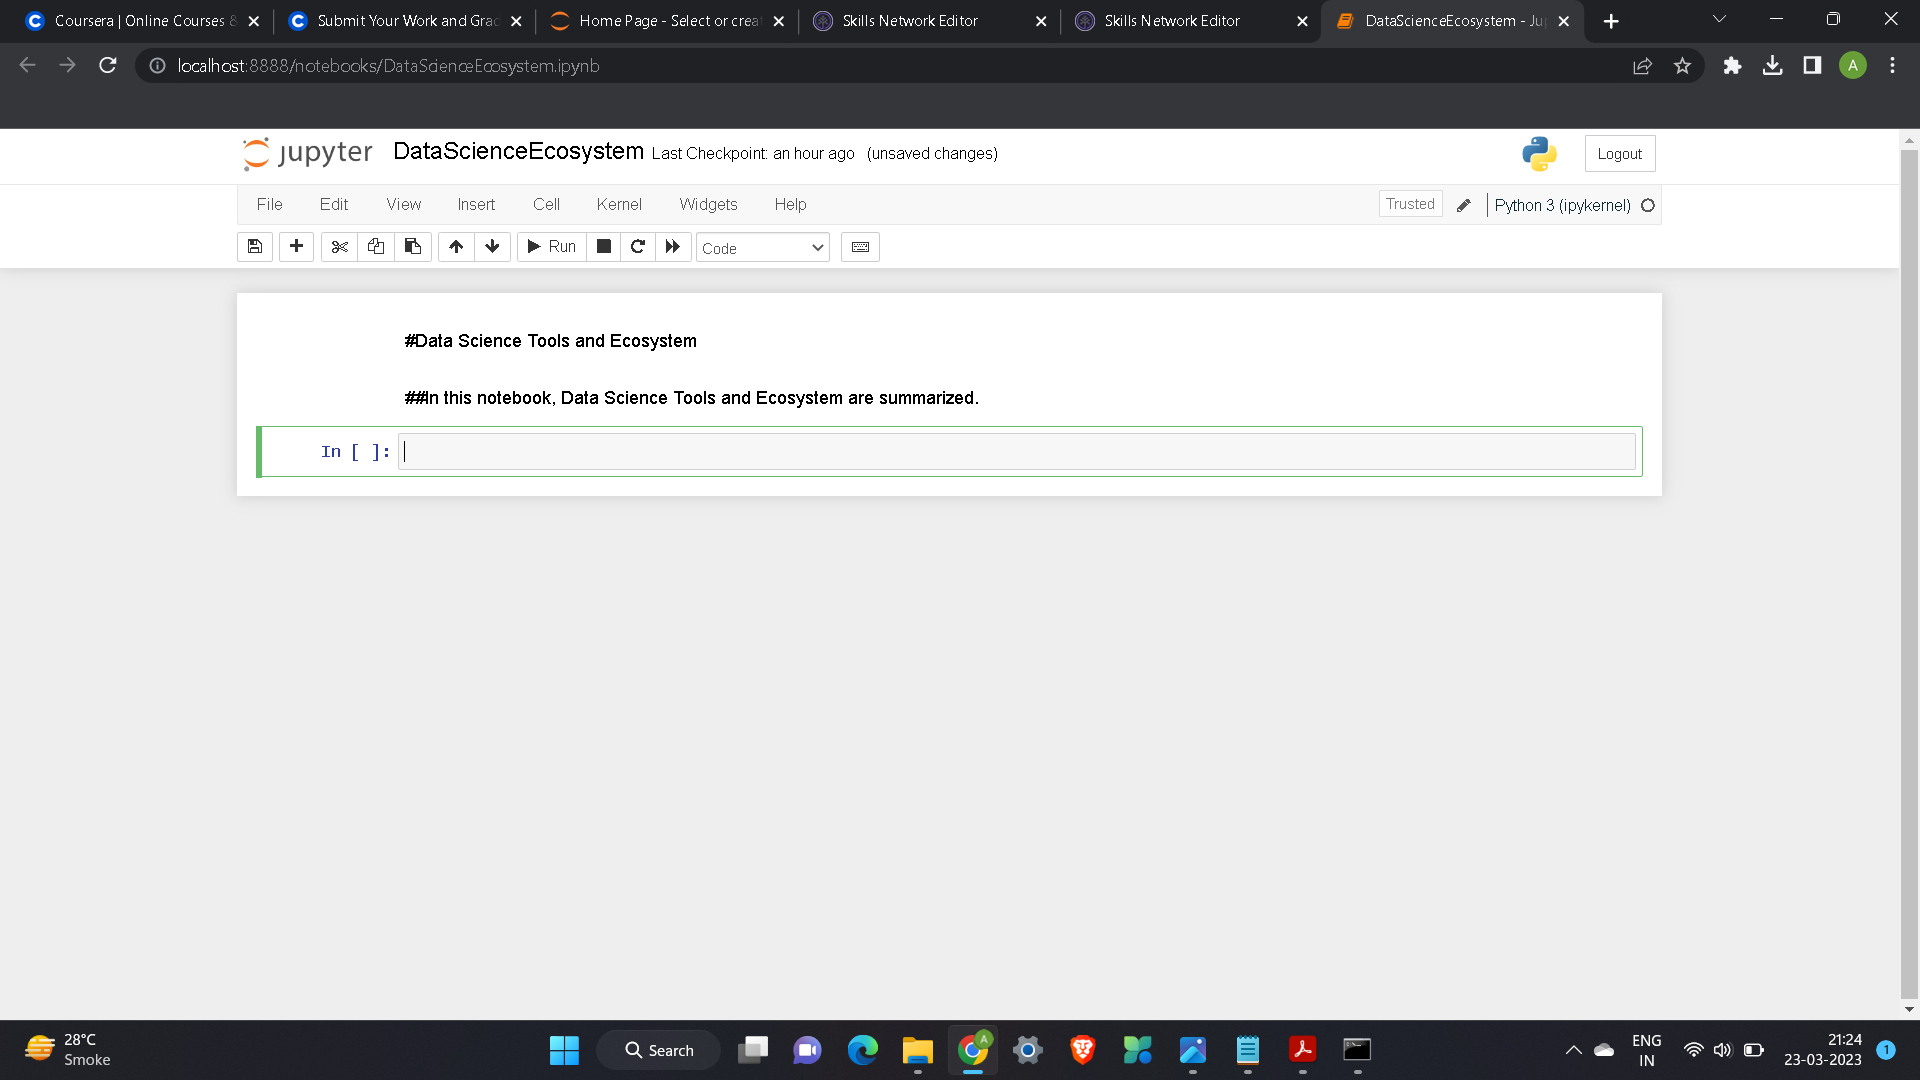 Coursera | Online Courses &
Submit Your Work and Grad
Home Page - Select or creat
Skills Network Editor
Skills Network Editor
DataScienceEcosystem - Jup
localhost:8888/notebooks/DataScienceEcosystem.ipynb
A
jupyter DataScienceEcosystem Last Checkpoint: an hour ago (unsaved changes)
Logout
File Edit View Insert Cell Kernel Widgets Help
Trusted Python 3 (ipykernel)
Run Code
#Data Science Tools and Ecosystem
##In this notebook, Data Science Tools and Ecosystem are summarized.
In [ ]:
28°C
Smoke
Search
A
ENG
IN
21:24
23-03-2023
1